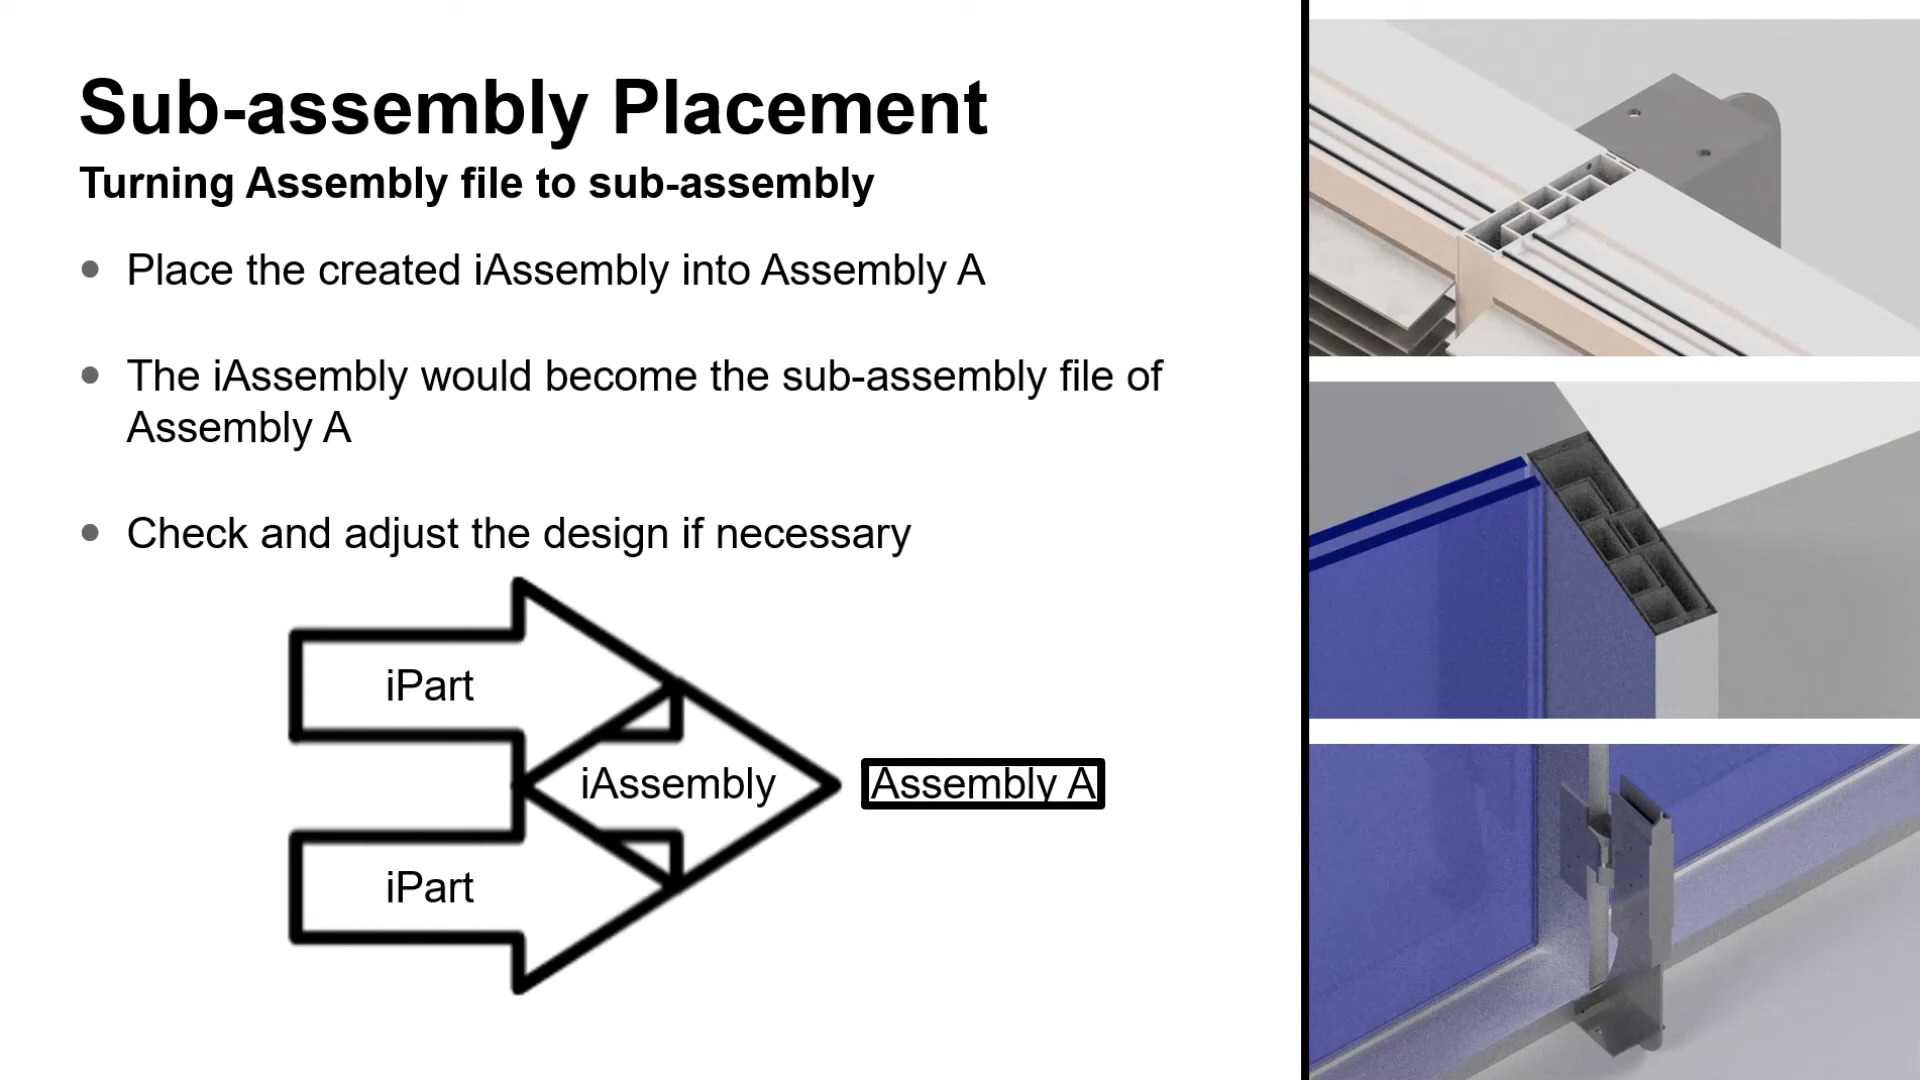 Sub-assembly Placement
Turning Assembly file to sub-assembly
Place the created iAssembly into Assembly A
The iAssembly would become the sub-assembly file of
Assembly A
Check and adjust the design if necessary
iPart
iAssembly
Assembly A
iPart